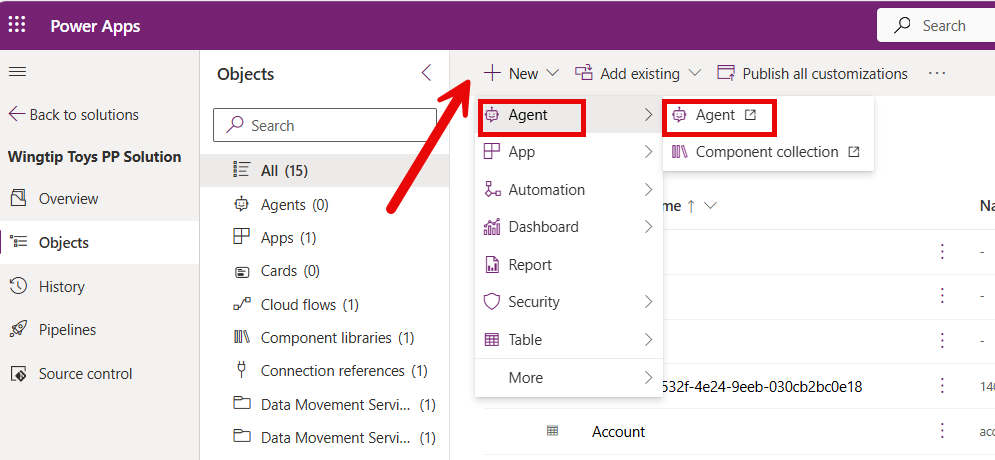 Power Apps
Search
Back to solutions
Wingtip Toys PP Solution
Overview
Objects
History
Pipelines
Source control
Objects
Search
All (15)
Agents (0)
Apps (1)
Cards (0)
Cloud flows (1)
Component libraries (1)
Connection references (1)
Data Movement Servi... (1)
Data Movement Servi... (1)
New
Add existing
Publish all customizations
...
Agent
App
Automation
Dashboard
Report
Security
Table
More
Agent
Component collection
me ↑
Na
-
-
-
532f-4e24-9eeb-030cb2bc0e18
140
Account
acc